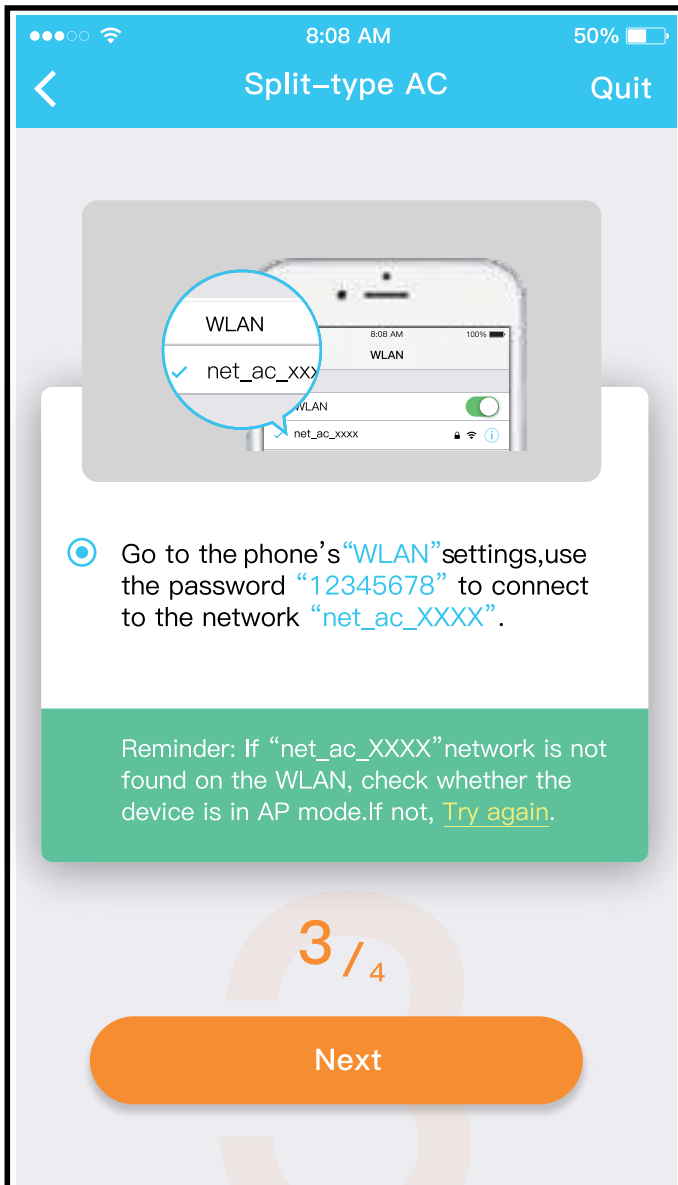 8:08 AM
50%
Split-type AC
Quit
WLAN
net_ac_xxx
8:08 AM
100%
WLAN
WLAN
net_ac_xxxx
Go to the phone's“WLAN”settings,use
the password “12345678” to connect
to the network “net_ac_XXXX”.
Reminder: If “net_ac_XXXX”network is not
found on the WLAN, check whether the
device is in AP mode.If not, Try again.
3/4
Next
3